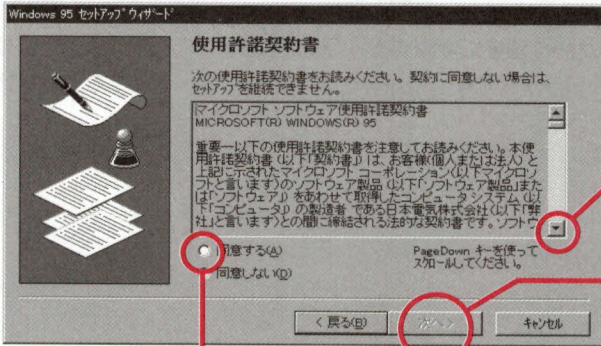 Windows 95 セットアップ ウィザード
使用許諾契約書
次の使用許諾契約書をお読みください。契約に同意しない場合は、
セットアップを継続できません。
マイクロソフト ソフトウェア使用許諾契約書
MICROSOFT(R) WINDOWS(R) 95
重要―以下の使用許諾契約書を注意してお読みください。本使
用許諾契約書(以下「契約書」)は、お客様(個人または法人)と
上記に示されたマイクロソフト コーポレーション(以下マイクロソ
フトと言います)のソフトウェア製品(以下「ソフトウェア製品」また
は「ソフトウェア」)をあわせて取得したコンピュータ システム(以
下「コンピュータ」)の製造者 である日本電気株式会社(以下「弊
社」と言います)との間に締結される法的な契約書です。ソフトウ
同意する(A)
PageDown キーを使って
スクロールしてください。
同意しない(D)
< 戻る(B)
次へ >
キャンセル